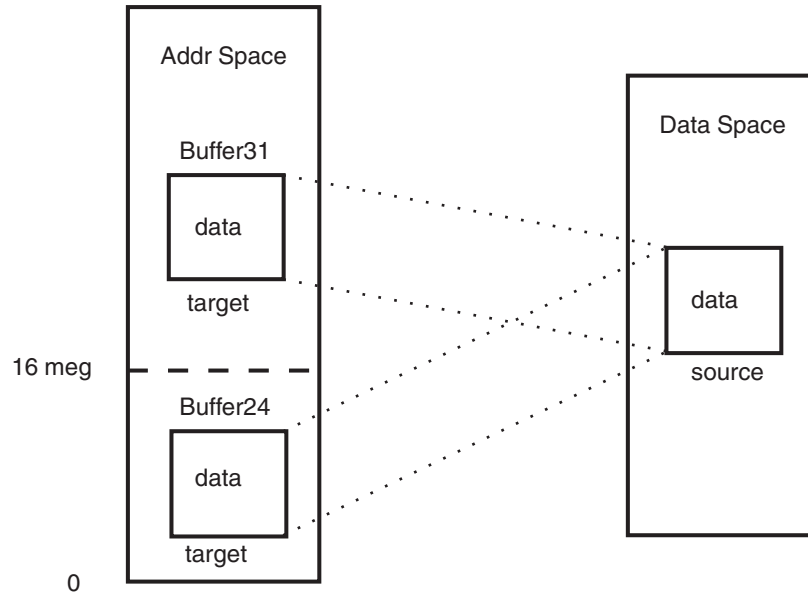 Addr Space
Buffer31
data
target
16 meg
Buffer24
data
target
0
Data Space
data
source